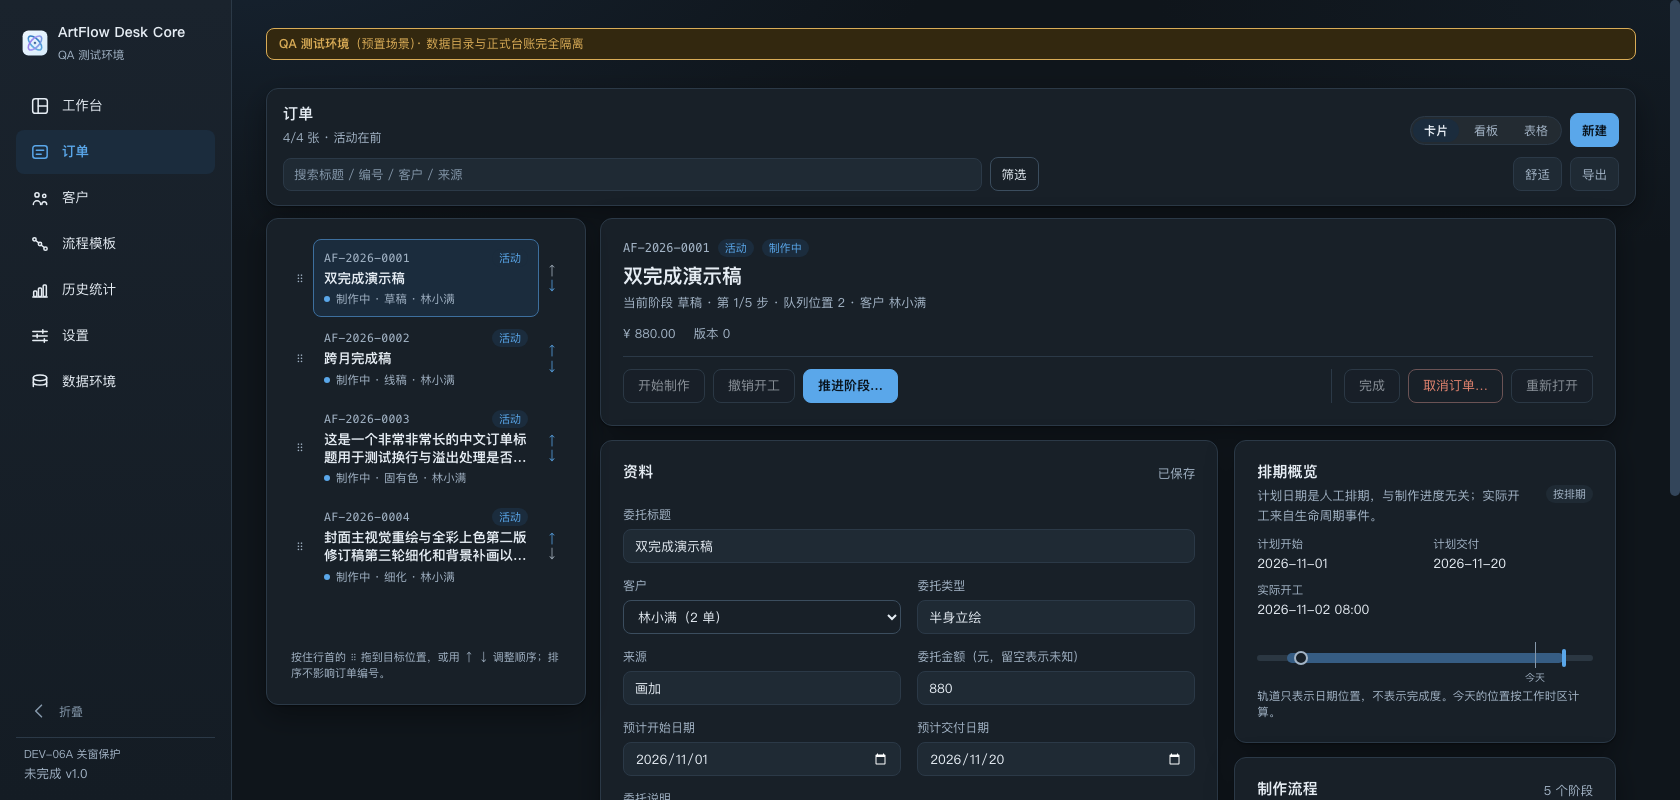 ArtFlow Desk Core
QA 测试环境
工作台
订单
客户
流程模板
历史统计
设置
数据环境
折叠
DEV-06A 关窗保护
未完成 v1.0
QA 测试环境（预置场景）· 数据目录与正式台账完全隔离
订单
4/4 张 · 活动在前
卡片 看板 表格 新建
搜索标题 / 编号 / 客户 / 来源 筛选 舒适 导出
AF-2026-0001 活动
双完成演示稿
制作中 · 草稿 · 林小满
AF-2026-0002 活动
跨月完成稿
制作中 · 线稿 · 林小满
AF-2026-0003 活动
这是一个非常非常长的中文订单标
题用于测试换行与溢出处理是否…
制作中 · 固有色 · 林小满
AF-2026-0004 活动
封面主视觉重绘与全彩上色第二版
修订稿第三轮细化和背景补画以…
制作中 · 细化 · 林小满
按住行首的 ⠿ 拖到目标位置，或用 ↑ ↓ 调整顺序；排
序不影响订单编号。
AF-2026-0001 活动 制作中
双完成演示稿
当前阶段 草稿 · 第 1/5 步 · 队列位置 2 · 客户 林小满
¥ 880.00 版本 0
开始制作 撤销开工 推进阶段… 完成 取消订单… 重新打开
资料 已保存
委托标题
双完成演示稿
客户 委托类型
林小满（2 单） 半身立绘
来源 委托金额（元，留空表示未知）
画加 880
预计开始日期 预计交付日期
2026/11/01 2026/11/20
委托说明
排期概览
计划日期是人工排期，与制作进度无关；实际开
工来自生命周期事件。
按排期
计划开始 计划交付
2026-11-01 2026-11-20
实际开工
2026-11-02 08:00
今天
轨道只表示日期位置，不表示完成度。今天的位置按工作时区计
算。
制作流程 5 个阶段